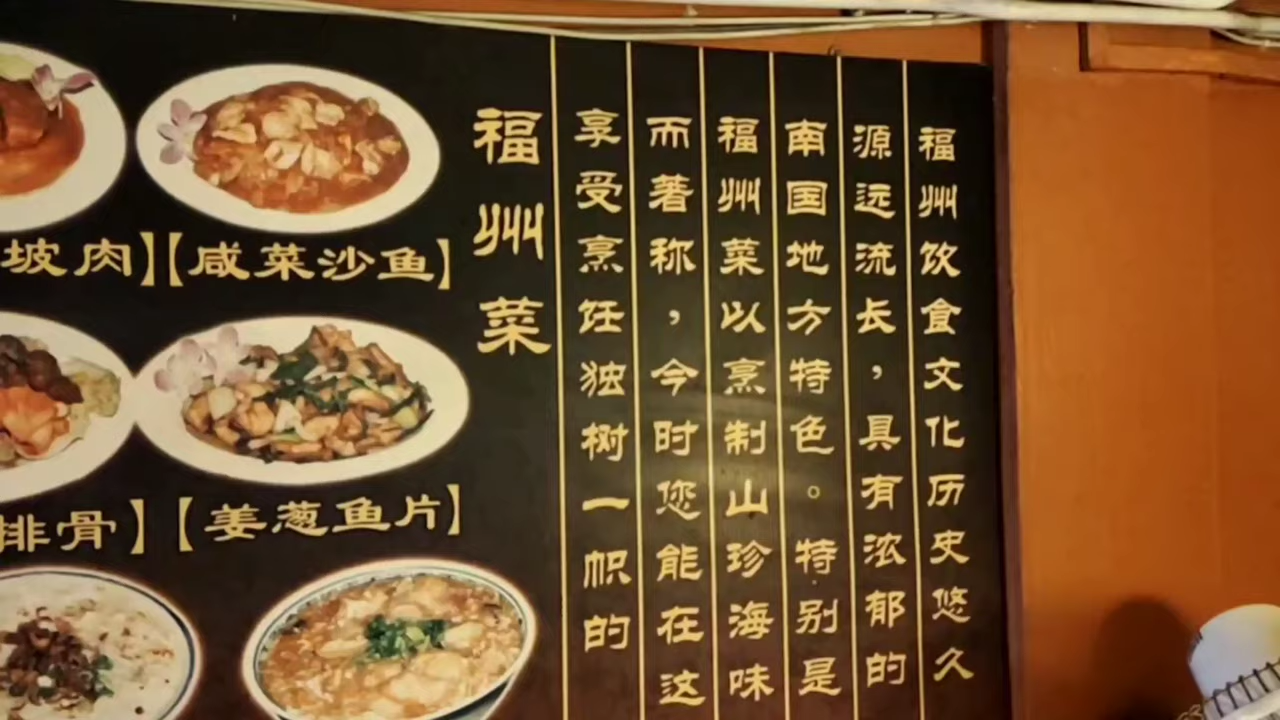 福州饮食文化历史悠久
源远流长，具有浓郁的
南国地方特色。特别是
福州菜以烹制山珍海味
而著称，今时您能在这
享受烹饪独树一帜的
福州菜
坡肉】【咸菜沙鱼】
排骨】【姜葱鱼片】